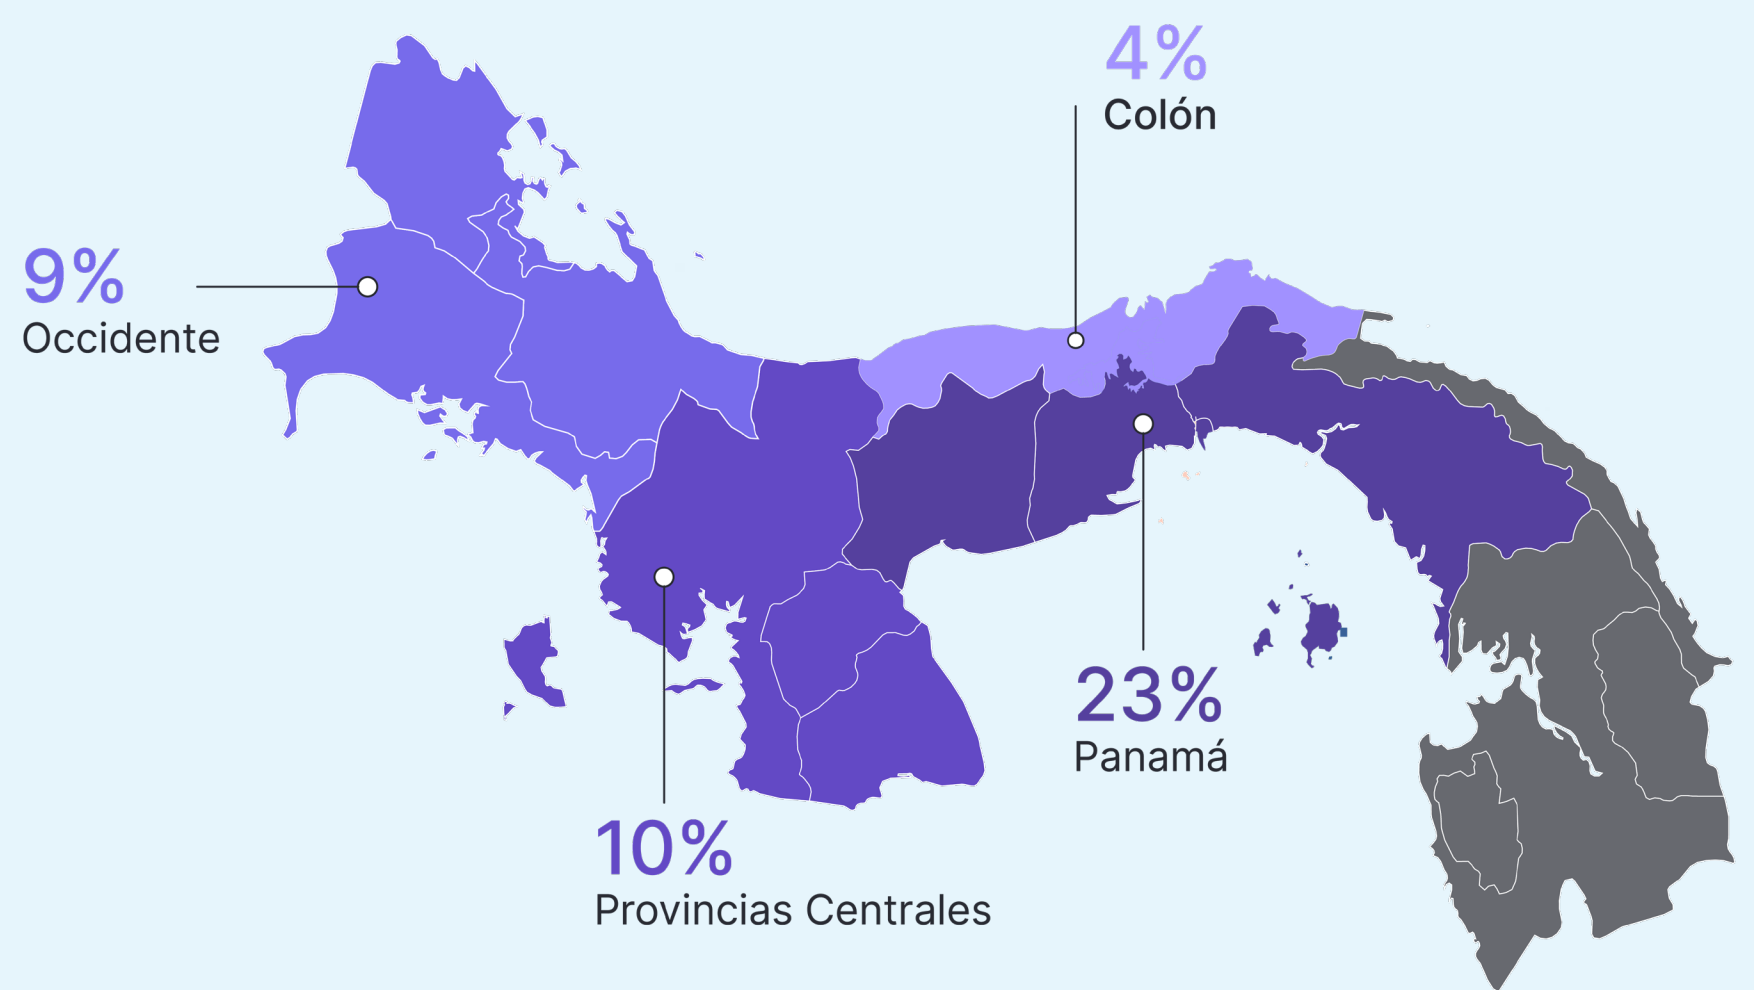 4%
Colón
9%
Occidente
23%
Panamá
10%
Provincias Centrales